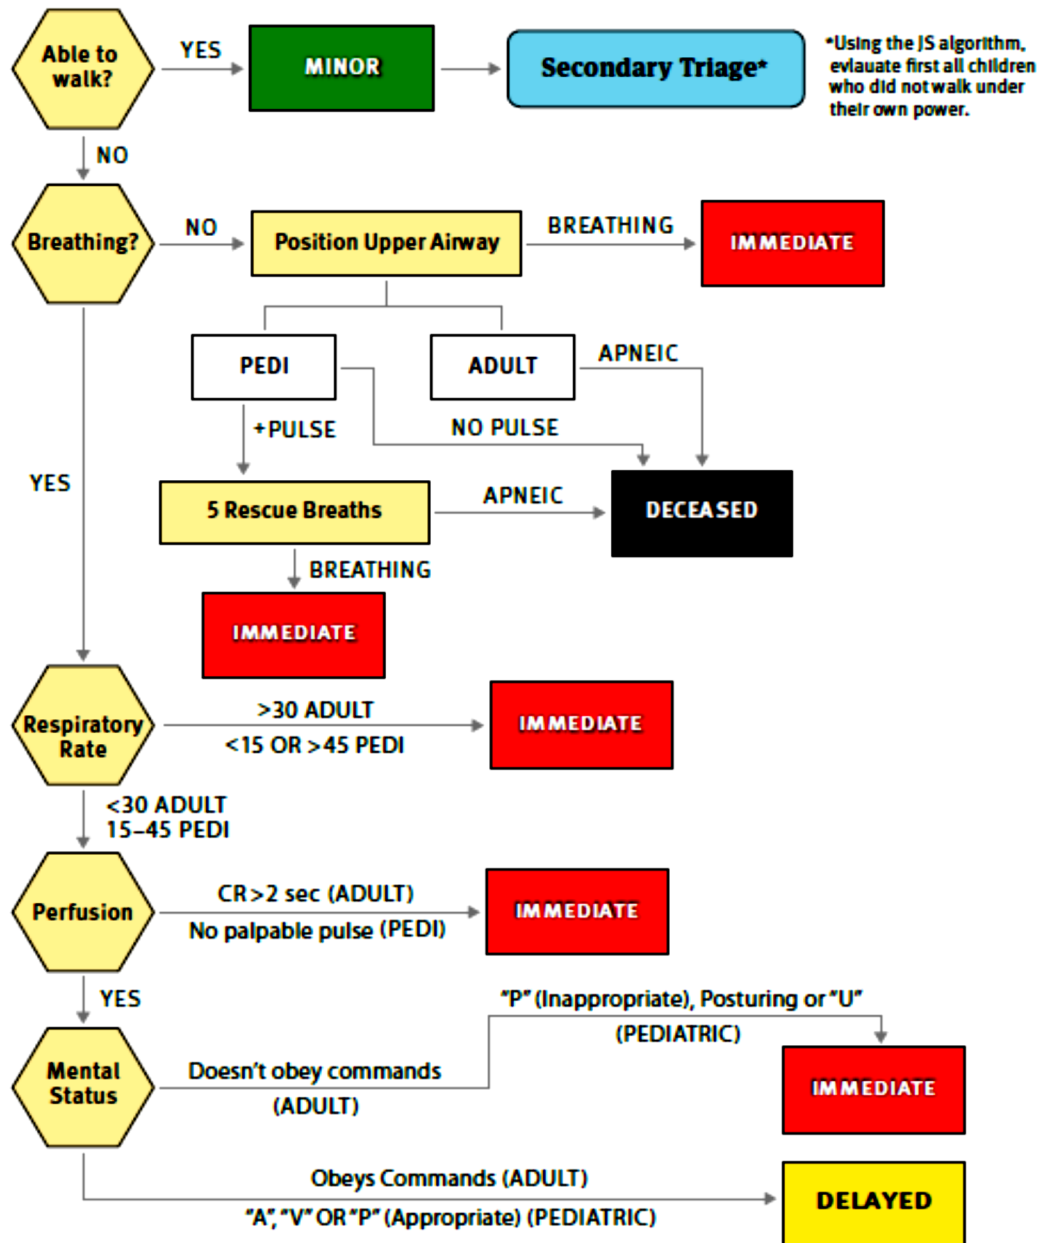 Able to
walk?
YES
MINOR
Secondary Triage*
*Using the JS algorithm,
evlauate first all children
who did not walk under
their own power.
NO
Breathing?
NO
Position Upper Airway
BREATHING
IMMEDIATE
PEDI
ADULT
APNEIC
+PULSE
NO PULSE
YES
5 Rescue Breaths
APNEIC
DECEASED
BREATHING
IMMEDIATE
Respiratory
Rate
>30 ADULT
<15 OR >45 PEDI
IMMEDIATE
<30 ADULT
15–45 PEDI
Perfusion
CR>2 sec (ADULT)
No palpable pulse (PEDI)
IMMEDIATE
YES
"P" (Inappropriate), Posturing or "U"
(PEDIATRIC)
Mental
Status
Doesn't obey commands
(ADULT)
IMMEDIATE
Obeys Commands (ADULT)
"A", "V" OR "P" (Appropriate) (PEDIATRIC)
DELAYED